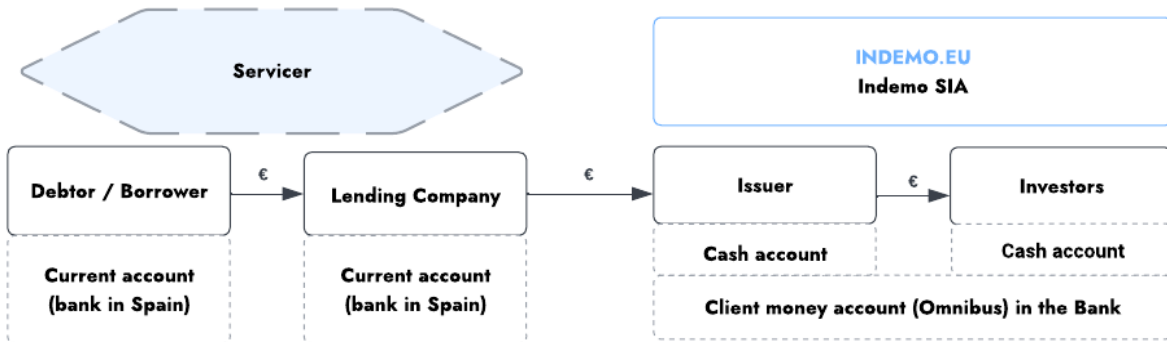 Servicer
INDEMO.EU
Indemo SIA
Debtor / Borrower
€
Lending Company
€
Issuer
€
Investors
Current account
(bank in Spain)
Current account
(bank in Spain)
Cash account
Cash account
Client money account (Omnibus) in the Bank